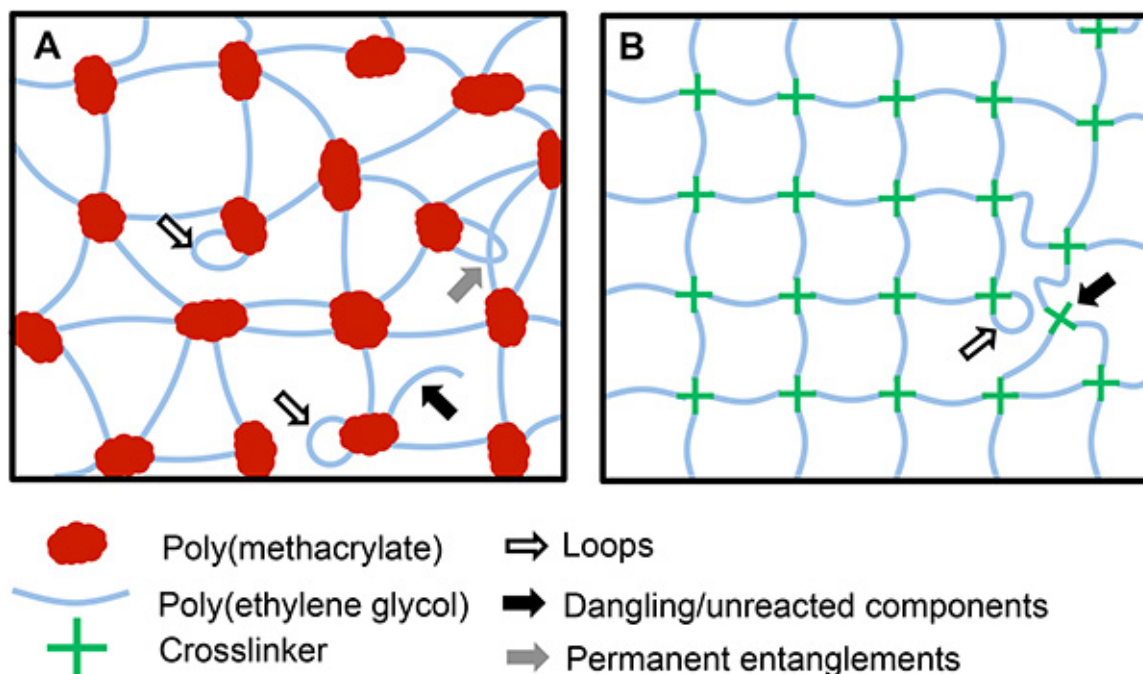 A
B
Poly(methacrylate)
Loops
Poly(ethylene glycol)
Dangling/unreacted components
Crosslinker
Permanent entanglements